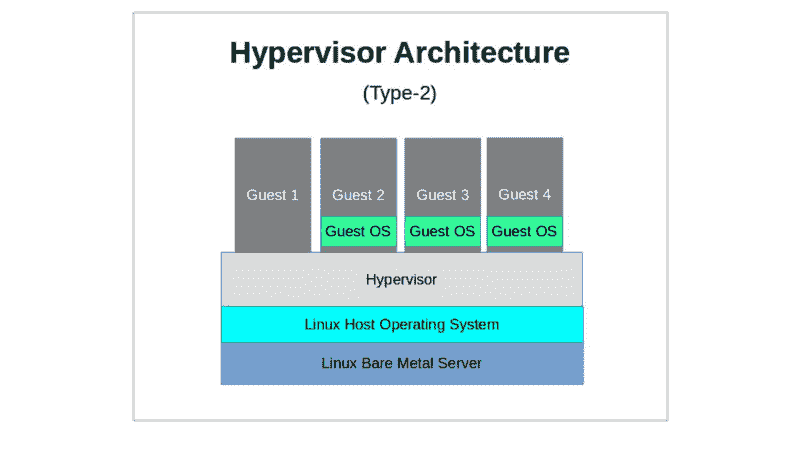 Hypervisor Architecture
(Type-2)
Guest 1
Guest 2
Guest 3
Guest 4
Guest OS
Guest OS
Guest OS
Hypervisor
Linux Host Operating System
Linux Bare Metal Server